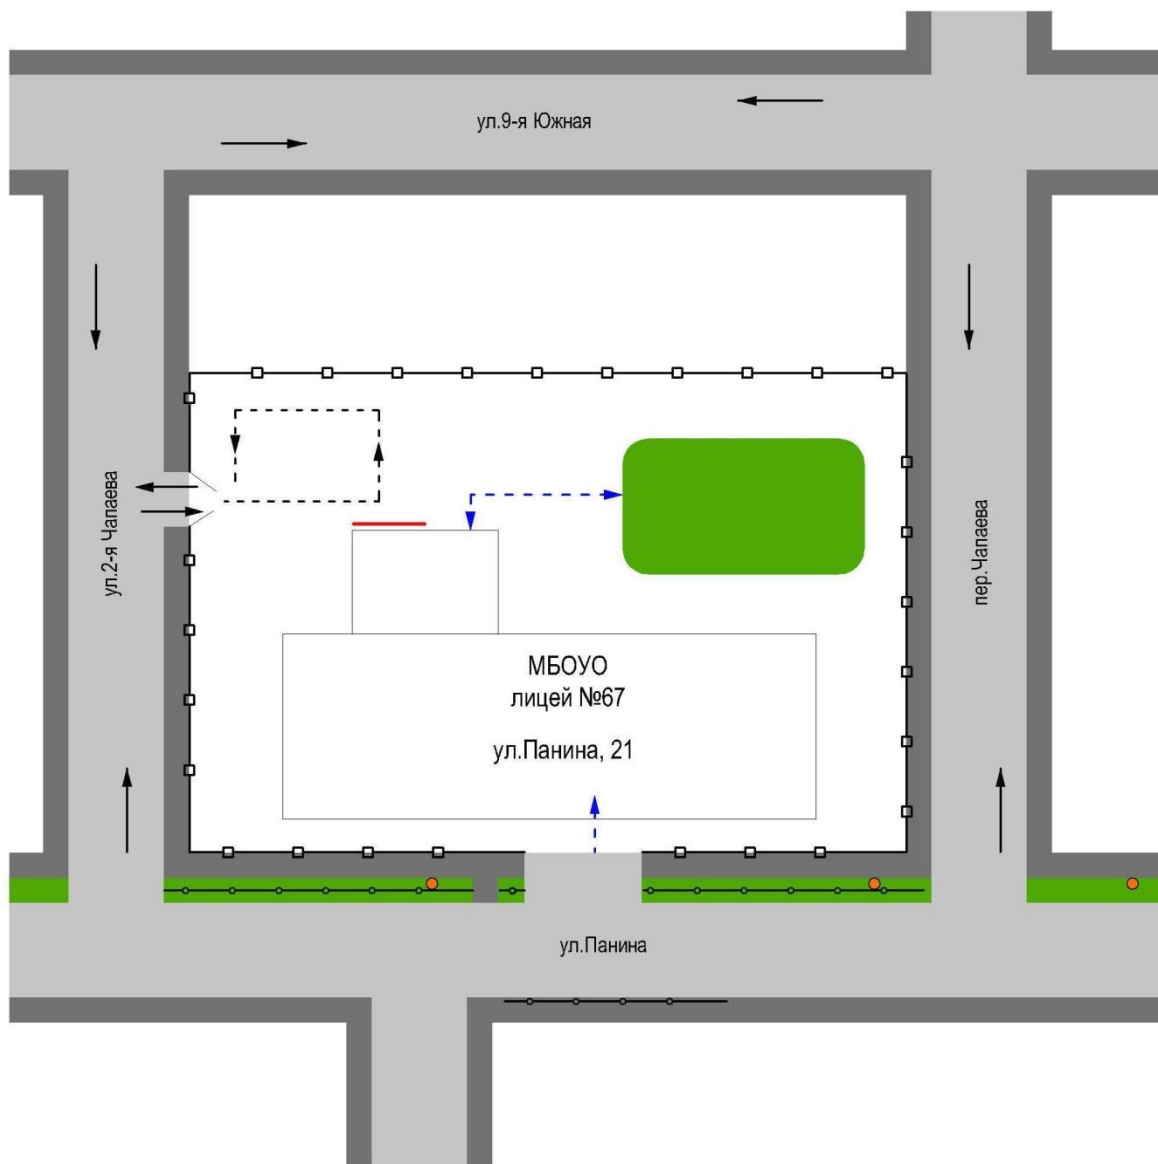 ул.9-я Южная
ул.2-я Чапаева
пер.Чапаева
МБОУО
лицей №67
ул.Панина, 21
ул.Панина